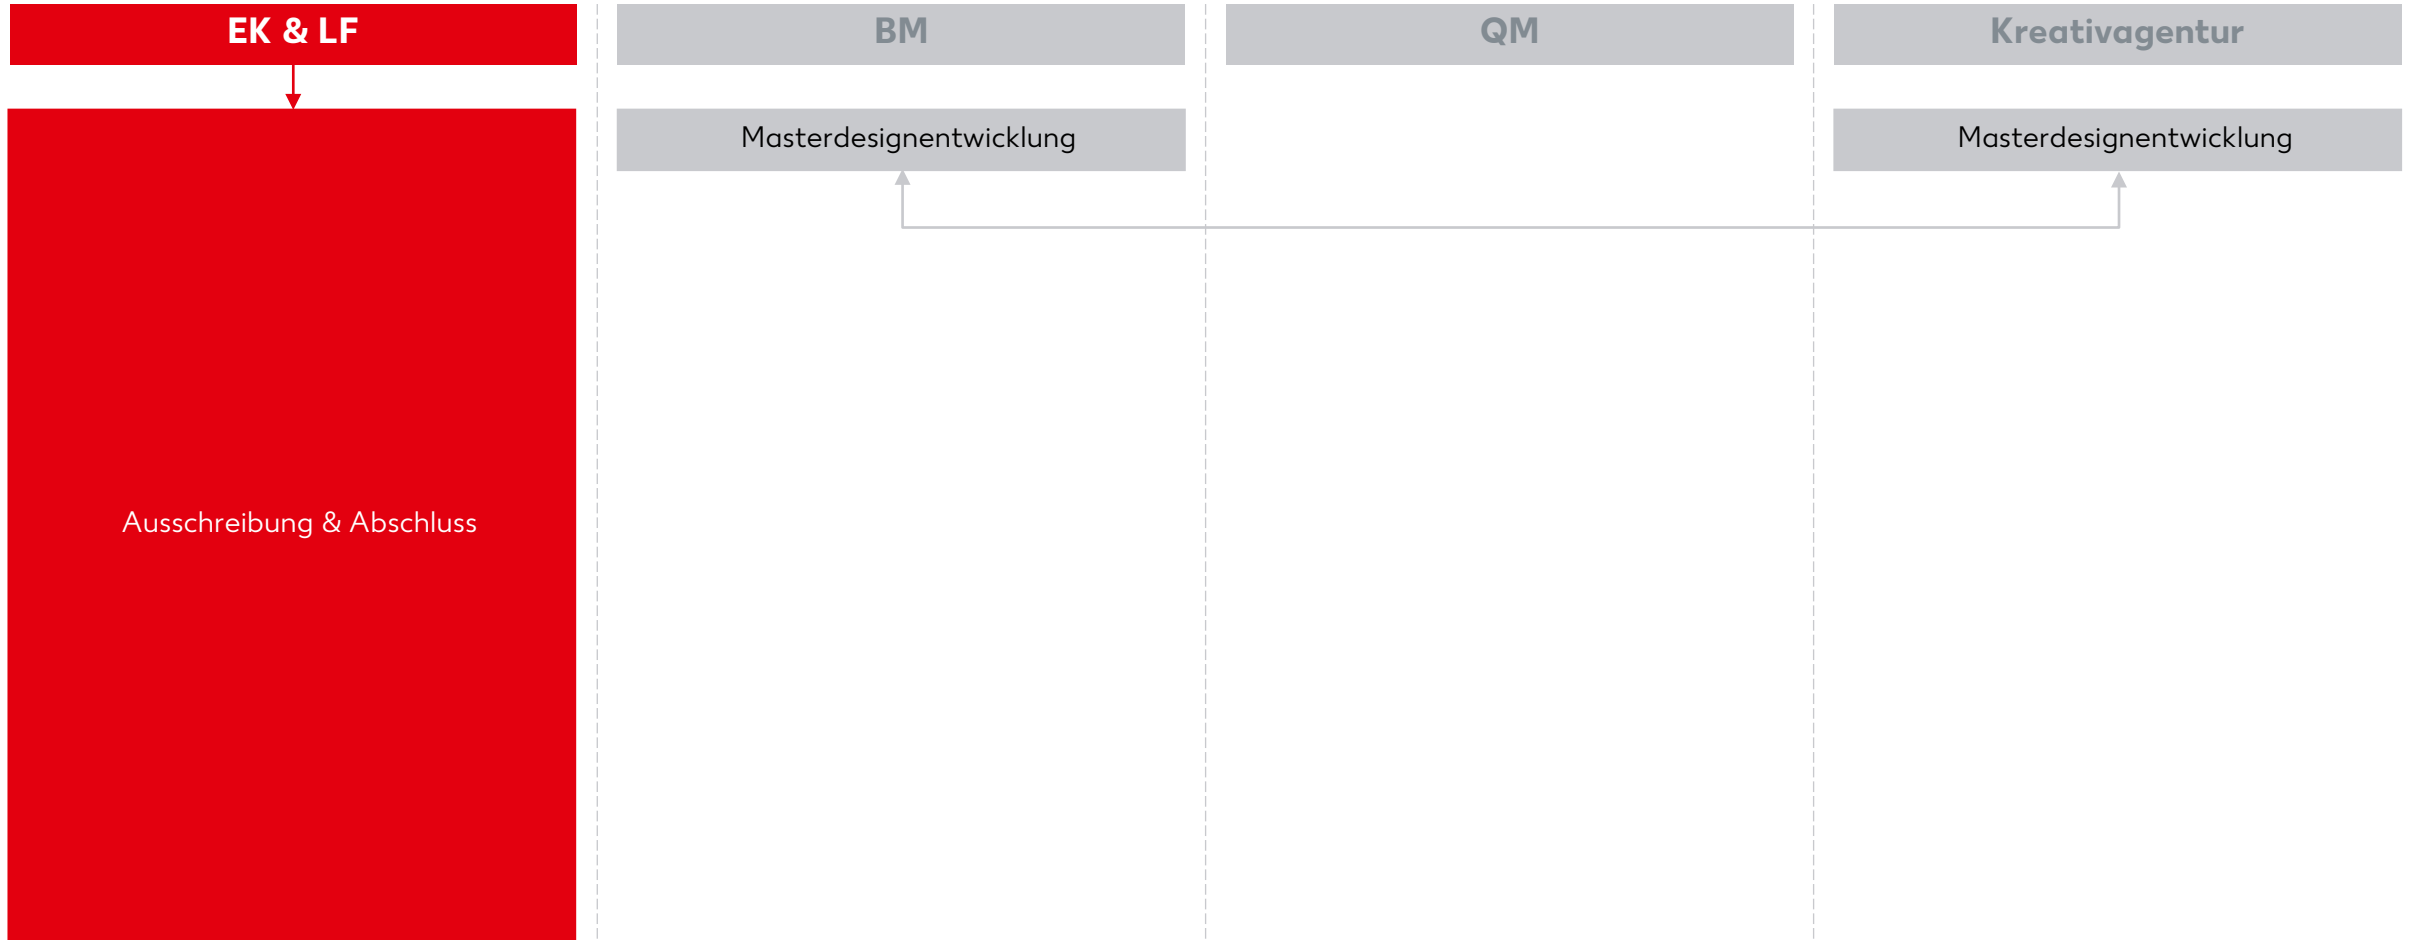 EK & LF
BM
QM
Kreativagentur
Masterdesignentwicklung
Masterdesignentwicklung
Ausschreibung & Abschluss